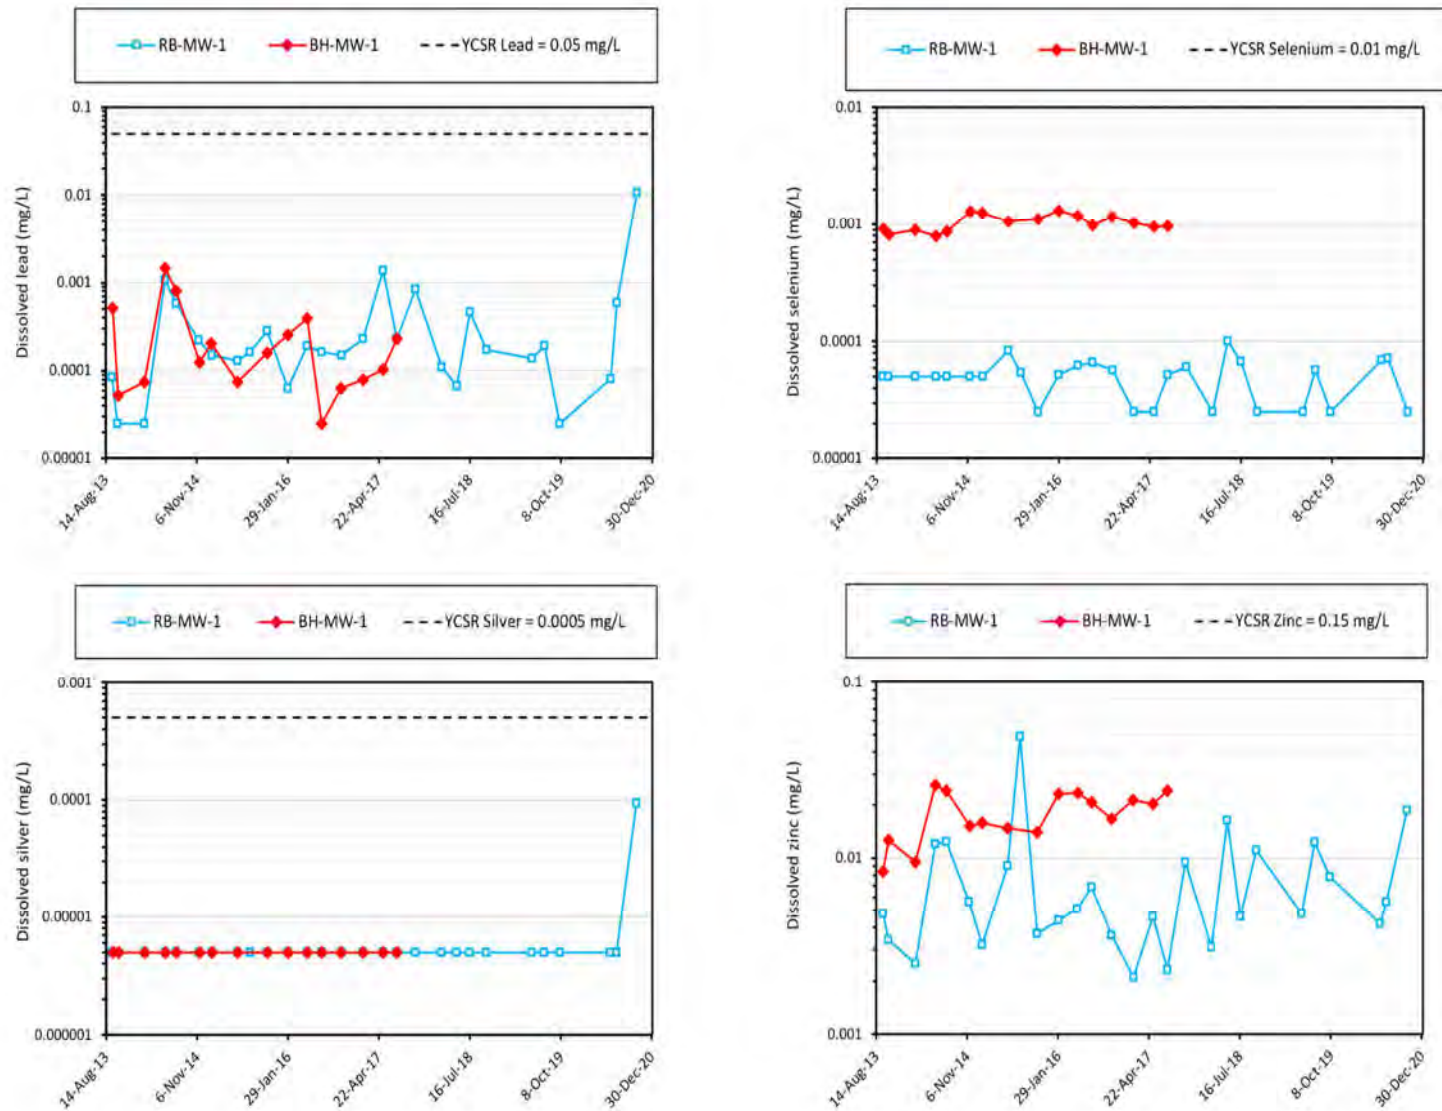 RB-MW-1 BH-MW-1 YCSR Lead = 0.05 mg/L
Dissolved lead (mg/L)
0.1
0.01
0.001
0.0001
0.00001
14-Aug-13 6-Nov-14 29-Jan-16 22-Apr-17 16-Jul-18 8-Oct-19 30-Dec-20
RB-MW-1 BH-MW-1 YCSR Selenium = 0.01 mg/L
Dissolved selenium (mg/L)
0.01
0.001
0.0001
0.00001
14-Aug-13 6-Nov-14 29-Jan-16 22-Apr-17 16-Jul-18 8-Oct-19 30-Dec-20
RB-MW-1 BH-MW-1 YCSR Silver = 0.0005 mg/L
Dissolved silver (mg/L)
0.001
0.0001
0.00001
0.000001
14-Aug-13 6-Nov-14 29-Jan-16 22-Apr-17 16-Jul-18 8-Oct-19 30-Dec-20
RB-MW-1 BH-MW-1 YCSR Zinc = 0.15 mg/L
Dissolved zinc (mg/L)
0.1
0.01
0.001
14-Aug-13 6-Nov-14 29-Jan-16 22-Apr-17 16-Jul-18 8-Oct-19 30-Dec-20